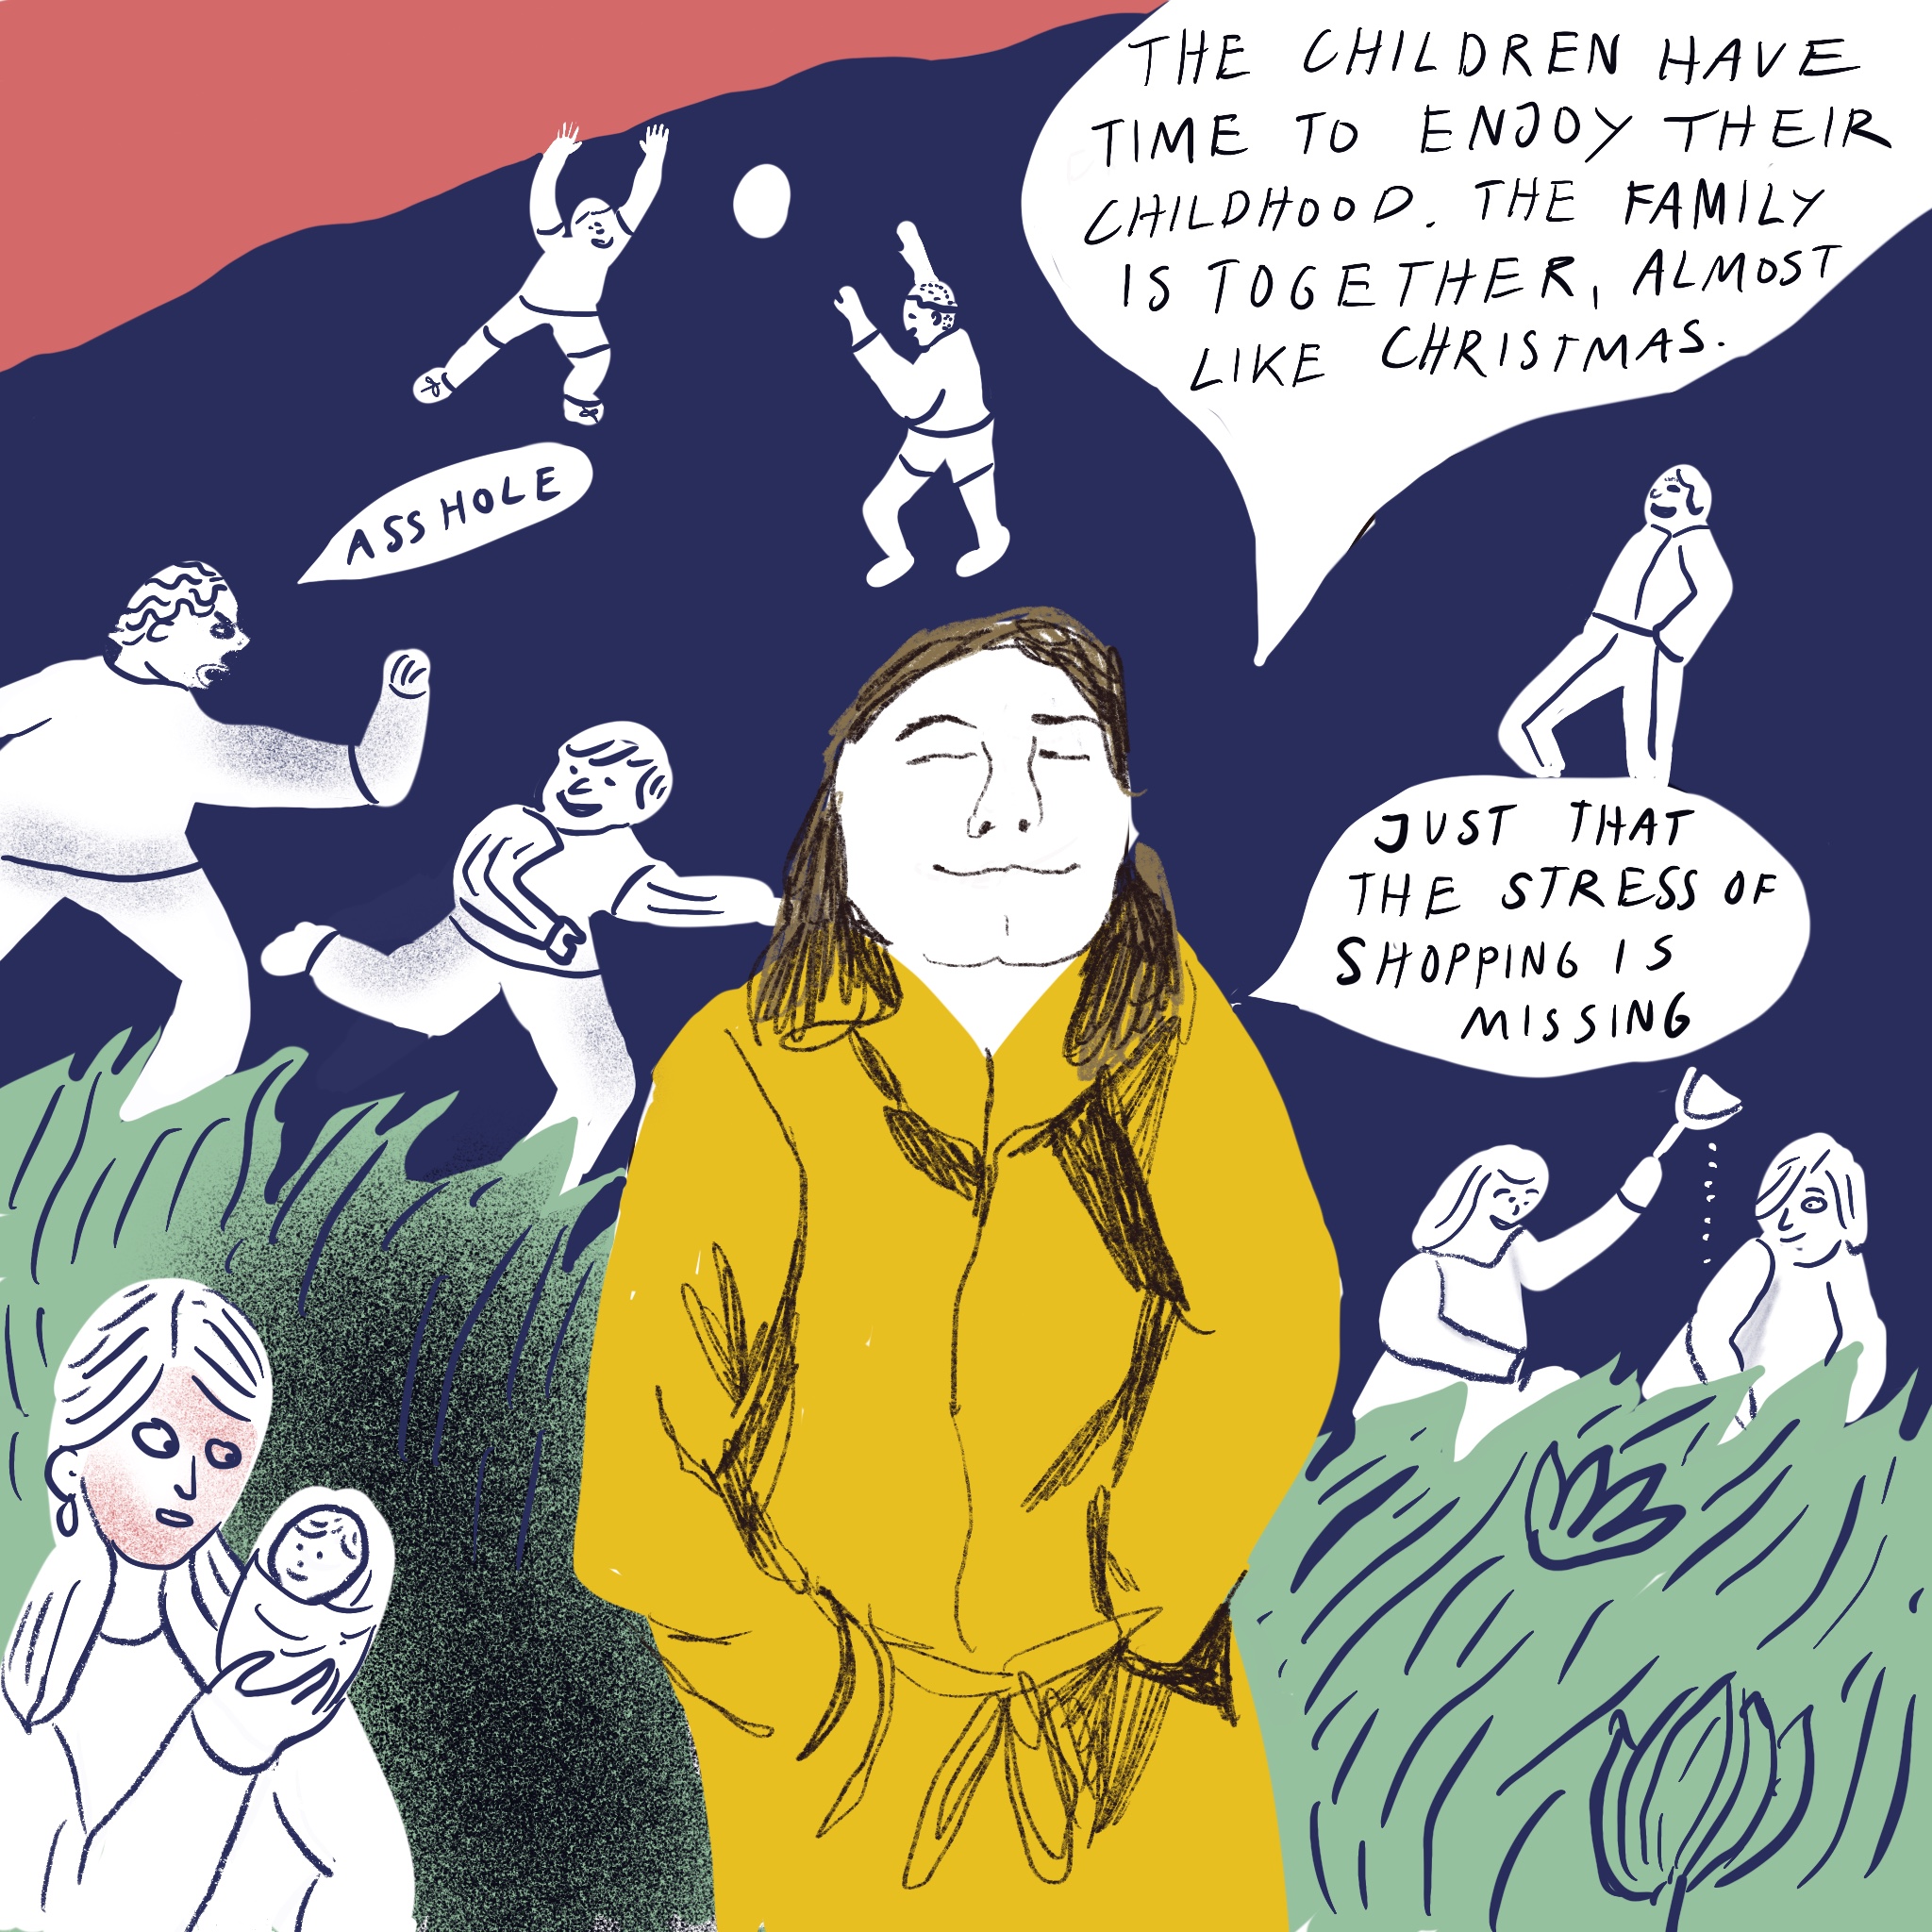 THE CHILDREN HAVE
TIME TO ENJOY THEIR
CHILDHOOD. THE FAMILY
IS TOGETHER, ALMOST
LIKE CHRISTMAS.
ASSHOLE
JUST THAT
THE STRESS OF
SHOPPING IS
MISSING